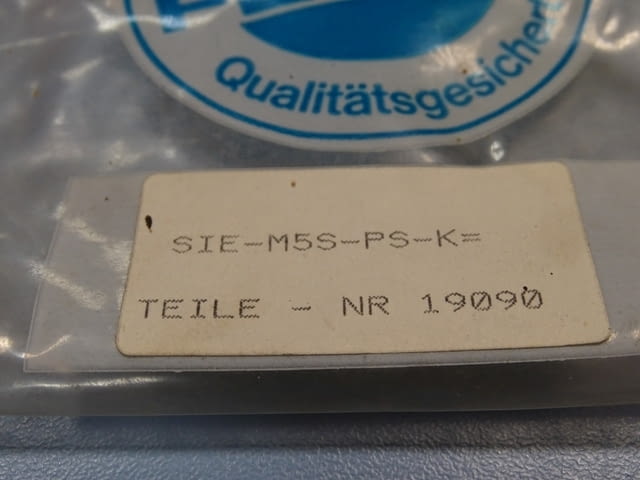 Qualitätsgesichert
SIE-M5S-PS-K=
TEILE - NR 19090